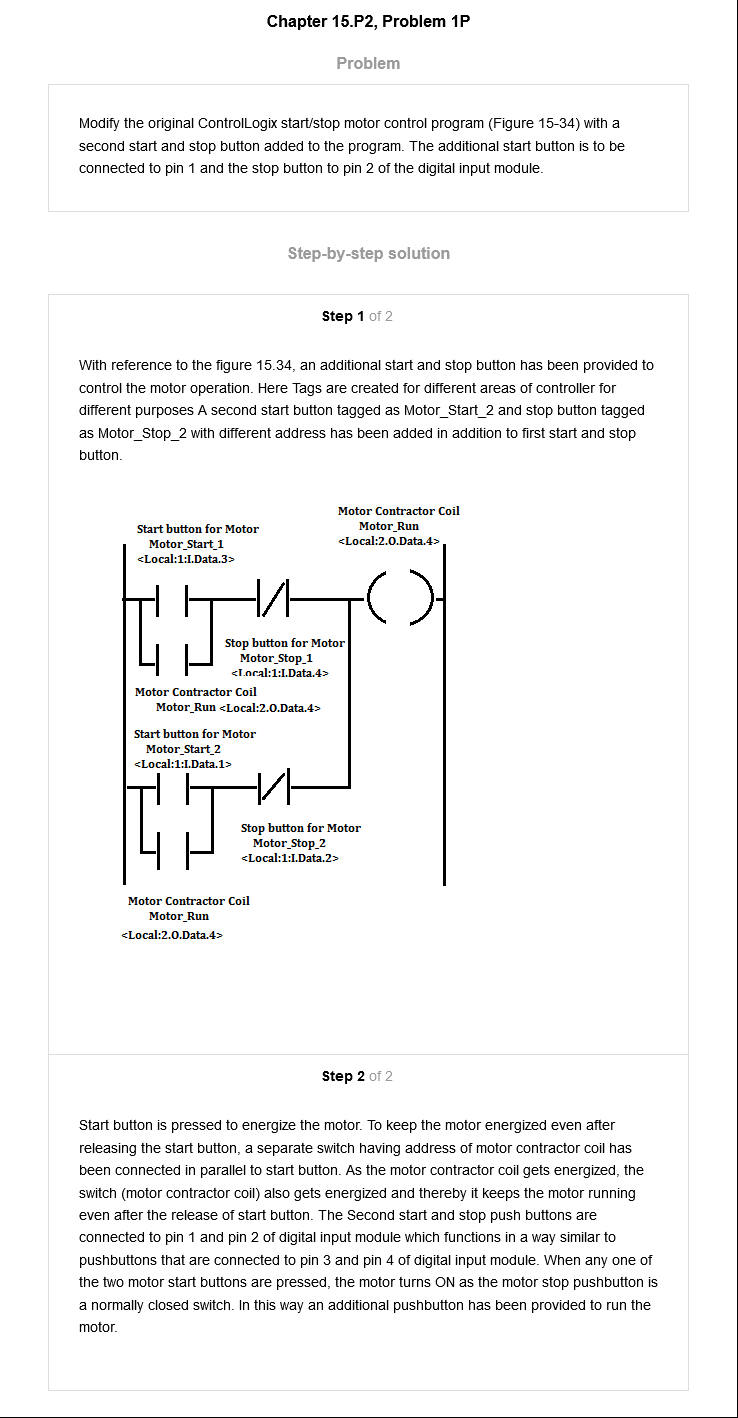 Chapter 15.P2, Problem 1P
Problem
Modify the original ControlLogix start/stop motor control program (Figure 15-34) with a
second start and stop button added to the program. The additional start button is to be
connected to pin 1 and the stop button to pin 2 of the digital input module.
Step-by-step solution
Step 1 of 2
With reference to the figure 15.34, an additional start and stop button has been provided to
control the motor operation. Here Tags are created for different areas of controller for
different purposes A second start button tagged as Motor_Start_2 and stop button tagged
as Motor_Stop_2 with different address has been added in addition to first start and stop
button.
Motor Contractor Coil
Motor_Run
<Local:2.O.Data.4>
Start button for Motor
Motor_Start_1
<Local:1:I.Data.3>
Stop button for Motor
Motor_Stop_1
<Local:1:I.Data.4>
Motor Contractor Coil
Motor_Run <Local:2.O.Data.4>
Start button for Motor
Motor_Start_2
<Local:1:I.Data.1>
Stop button for Motor
Motor_Stop_2
<Local:1:I.Data.2>
Motor Contractor Coil
Motor_Run
<Local:2.O.Data.4>
Step 2 of 2
Start button is pressed to energize the motor. To keep the motor energized even after
releasing the start button, a separate switch having address of motor contractor coil has
been connected in parallel to start button. As the motor contractor coil gets energized, the
switch (motor contractor coil) also gets energized and thereby it keeps the motor running
even after the release of start button. The Second start and stop push buttons are
connected to pin 1 and pin 2 of digital input module which functions in a way similar to
pushbuttons that are connected to pin 3 and pin 4 of digital input module. When any one of
the two motor start buttons are pressed, the motor turns ON as the motor stop pushbutton is
a normally closed switch. In this way an additional pushbutton has been provided to run the
motor.